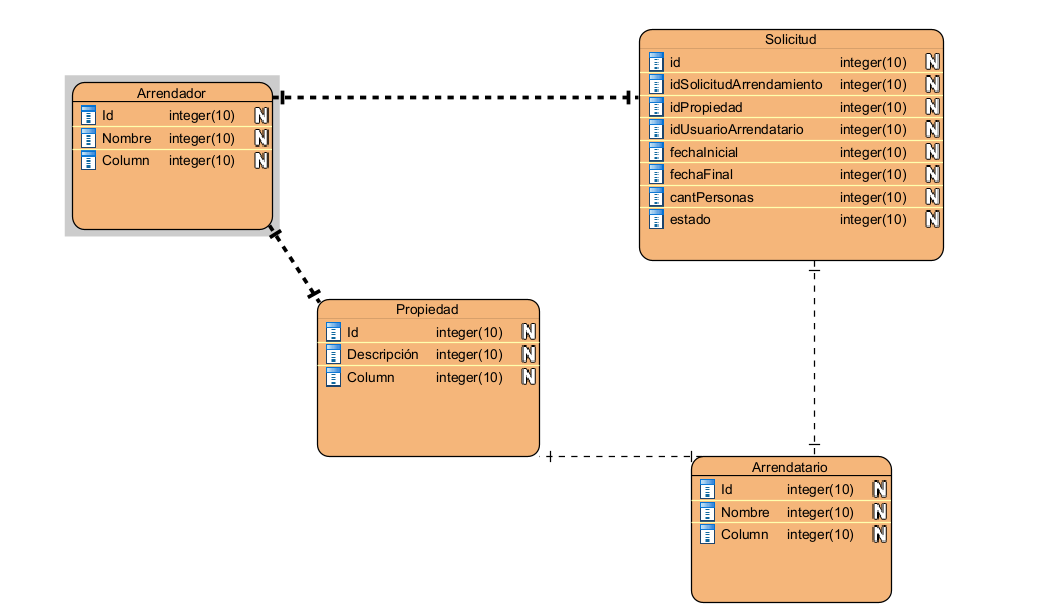 Solicitud
id integer(10) N
idSolicitudArrendamiento integer(10) N
idPropiedad integer(10) N
idUsuarioArrendatario integer(10) N
fechaInicial integer(10) N
fechaFinal integer(10) N
cantPersonas integer(10) N
estado integer(10) N
Arrendador
Id integer(10) N
Nombre integer(10) N
Column integer(10) N
Propiedad
Id integer(10) N
Descripción integer(10) N
Column integer(10) N
Arrendatario
Id integer(10) N
Nombre integer(10) N
Column integer(10) N